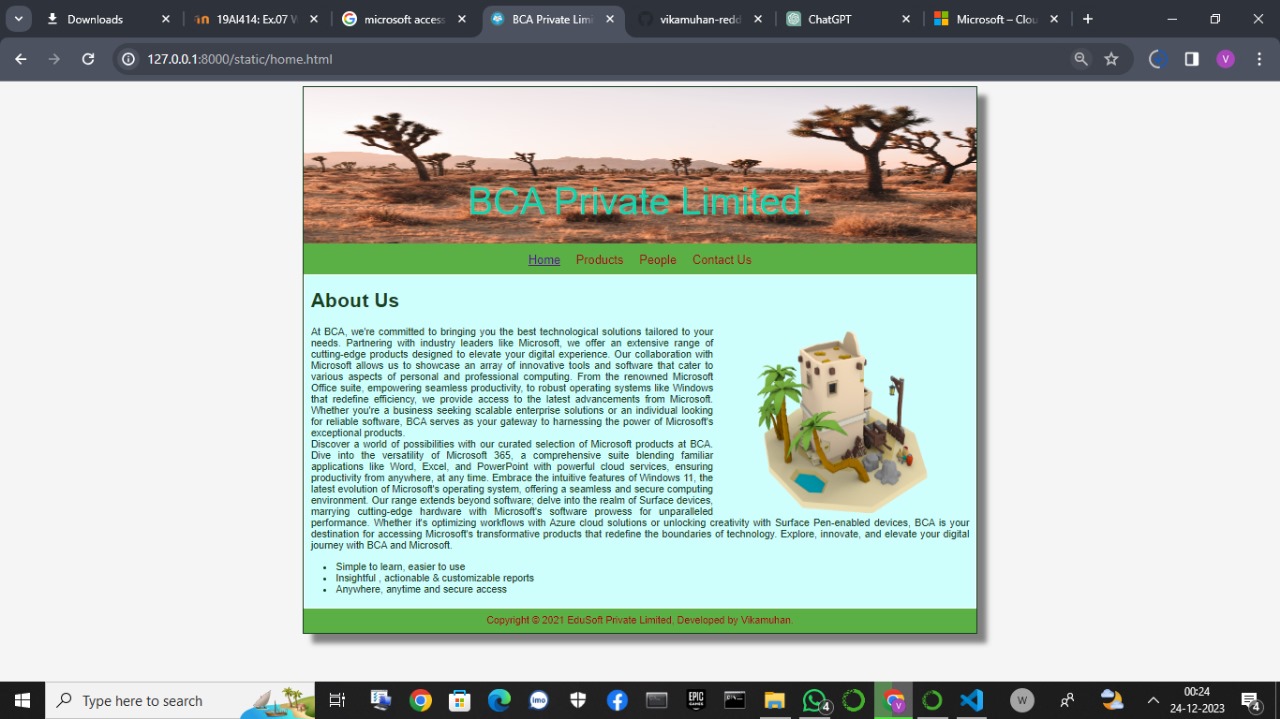 Downloads
19AI414: Ex.07 W
microsoft access
BCA Private Limi
vikamuhan-redd
ChatGPT
Microsoft – Clou
127.0.0.1:8000/static/home.html
V
BCA Private Limited.
Home Products People Contact Us
About Us
At BCA, we're committed to bringing you the best technological solutions tailored to your
needs. Partnering with industry leaders like Microsoft, we offer an extensive range of
cutting-edge products designed to elevate your digital experience. Our collaboration with
Microsoft allows us to showcase an array of innovative tools and software that cater to
various aspects of personal and professional computing. From the renowned Microsoft
Office suite, empowering seamless productivity, to robust operating systems like Windows
that redefine efficiency, we provide access to the latest advancements from Microsoft.
Whether you're a business seeking scalable enterprise solutions or an individual looking
for reliable software, BCA serves as your gateway to harnessing the power of Microsoft's
exceptional products.
Discover a world of possibilities with our curated selection of Microsoft products at BCA.
Dive into the versatility of Microsoft 365, a comprehensive suite blending familiar
applications like Word, Excel, and PowerPoint with powerful cloud services, ensuring
productivity from anywhere, at any time. Embrace the intuitive features of Windows 11, the
latest evolution of Microsoft's operating system, offering a seamless and secure computing
environment. Our range extends beyond software; delve into the realm of Surface devices,
marrying cutting-edge hardware with Microsoft's software prowess for unparalleled
performance. Whether it's optimizing workflows with Azure cloud solutions or unlocking creativity with Surface Pen-enabled devices, BCA is your
destination for accessing Microsoft's transformative products that redefine the boundaries of technology. Explore, innovate, and elevate your digital
journey with BCA and Microsoft.
• Simple to learn, easier to use
• Insightful , actionable & customizable reports
• Anywhere, anytime and secure access
Copyright © 2021 EduSoft Private Limited, Developed by Vikamuhan.
Type here to search
imo
EPIC GAMES
4
V
W
00:24
24-12-2023
4